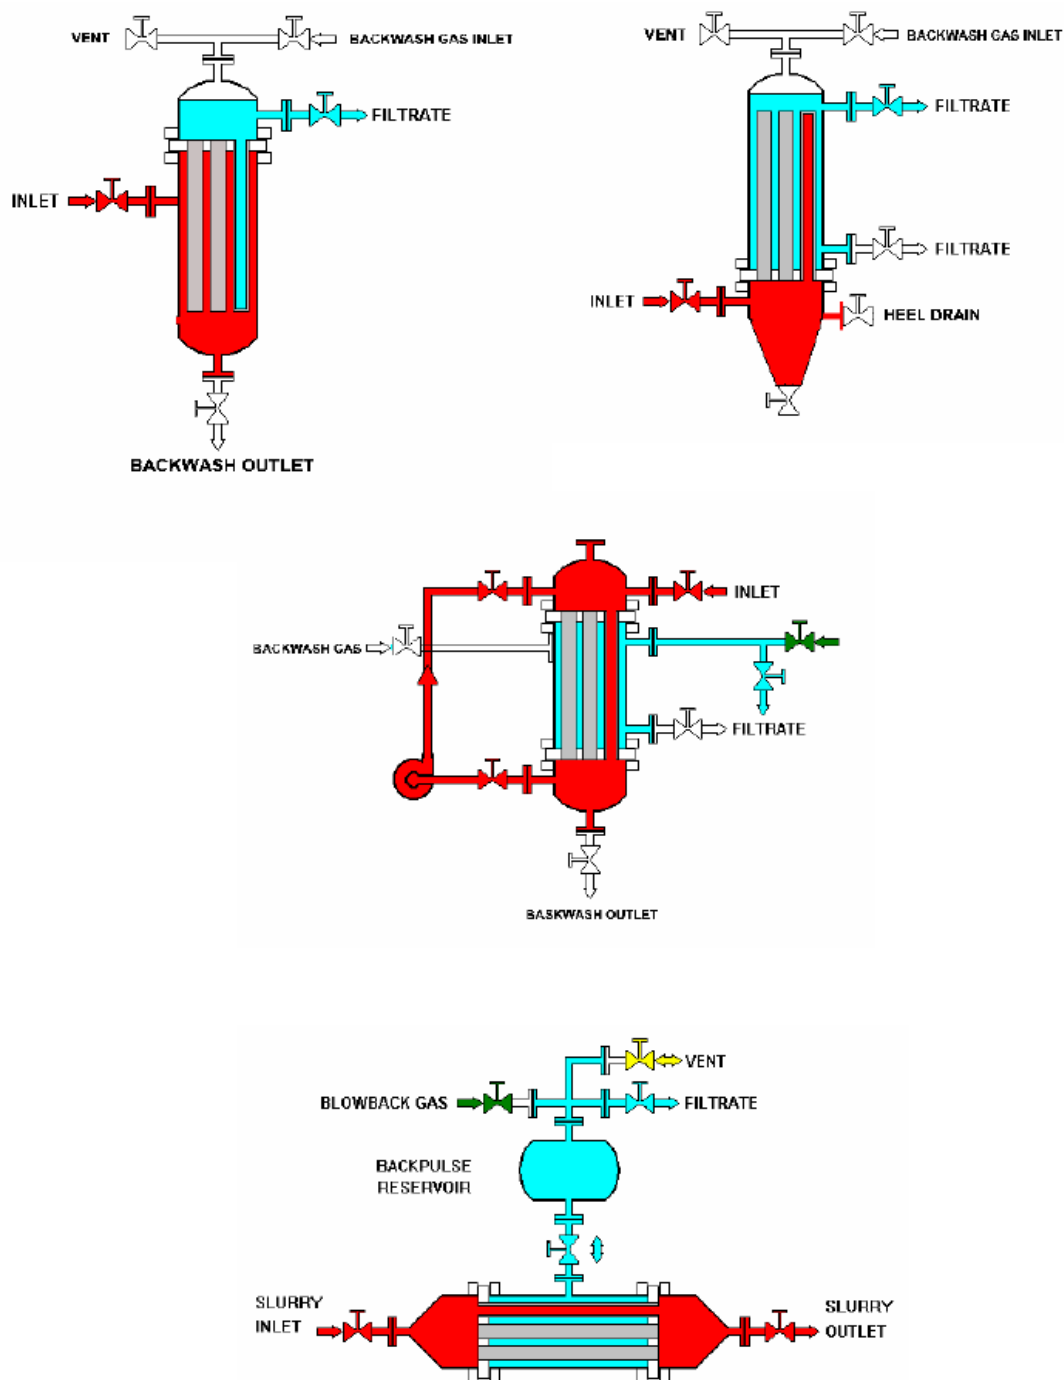 VENT
BACKWASH GAS INLET
FILTRATE
INLET
BACKWASH OUTLET
VENT
BACKWASH GAS INLET
FILTRATE
FILTRATE
INLET
HEEL DRAIN
INLET
BACKWASH GAS
FILTRATE
BASKWASH OUTLET
VENT
BLOWBACK GAS
FILTRATE
BACKPULSE
RESERVOIR
SLURRY
INLET
SLURRY
OUTLET